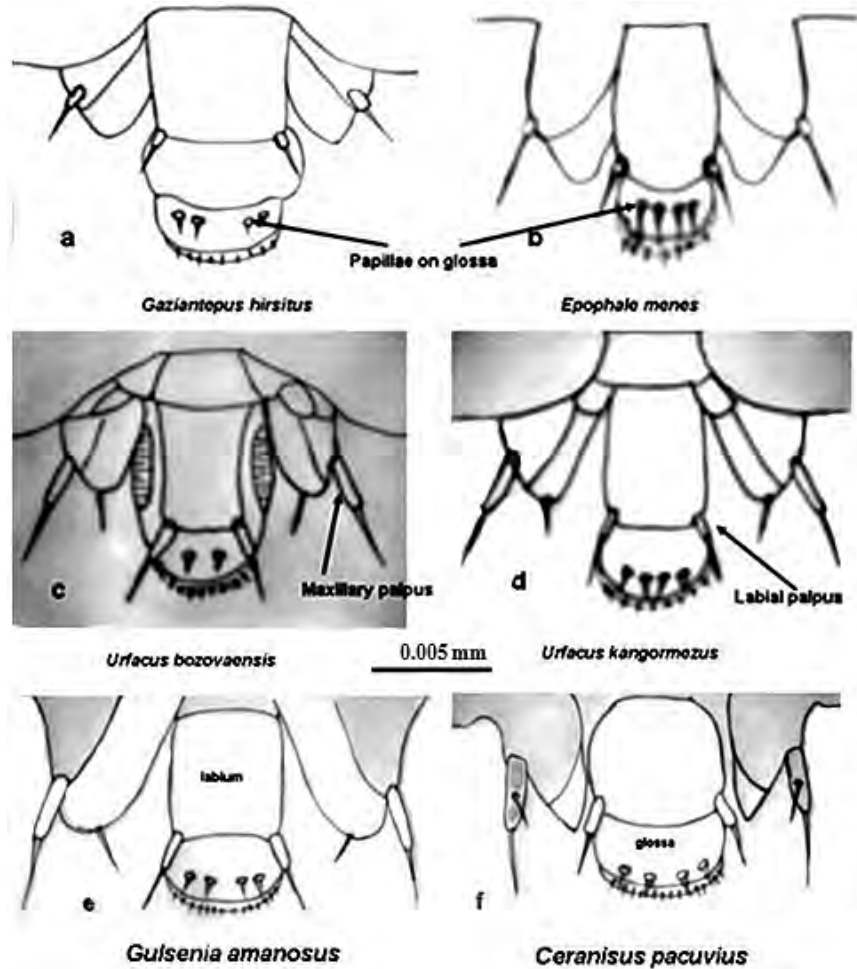 a
b
Papillae on glossa
Gaziantepus hirsitus
Epophale menes
c
Maxillary palpus
d
Labial palpus
Urfacus bozovaensis
Urfacus kangormezus
0.005 mm
labium
e
glossa
f
Gulsenia amanosus
Ceranisus pacuvius